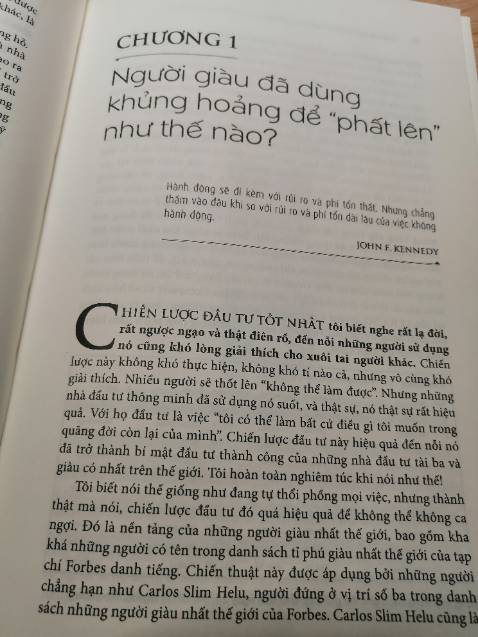 được
khác, là
ng hồ.
à nhà
ạo ra
trở
đầu
ng
CHƯƠNG 1
Người giàu đã dùng
khủng hoảng để “phất lên”
như thế nào?
Hành động sẽ đi kèm với rủi ro và phí tổn thất. Nhưng chẳng
thấm vào đâu khi so với rủi ro và phí tổn dài lâu của việc không
hành động.
JOHN F. KENNEDY
CHIẾN LƯỢC ĐẦU TƯ TỐT NHẤT tôi biết nghe rất lạ đời,
rất ngược ngạo và thật điên rồ, đến nỗi những người sử dụng
nó cũng khó lòng giải thích cho xuôi tai người khác. Chiến
lược này không khó thực hiện, không khó tí nào cả, nhưng vô cùng khó
giải thích. Nhiều người sẽ thốt lên “không thể làm được”. Nhưng những
nhà đầu tư thông minh đã sử dụng nó suốt, và thật sự, nó thật sự rất hiệu
quả. Với họ đầu tư là việc “tôi có thể làm bất cứ điều gì tôi muốn trong
quãng đời còn lại của mình”. Chiến lược đầu tư này hiệu quả đến nỗi nó
đã trở thành bí mật đầu tư thành công của những nhà đầu tư tài ba và
giàu có nhất trên thế giới. Tôi hoàn toàn nghiêm túc khi nói như thế!
Tôi biết nói thế giống như đang tự thổi phồng mọi việc, nhưng thành
thật mà nói, chiến lược đầu tư đó quá hiệu quả để không thể không ca
ngợi. Đó là nền tảng của những người giàu nhất thế giới, bao gồm kha
khá những người có tên trong danh sách tỉ phú giàu nhất thế giới của tạp
chí Forbes danh tiếng. Chiến thuật này được áp dụng bởi những người
chẳng hạn như Carlos Slim Helu, người đứng ở vị trí số ba trong danh
sách những người giàu nhất thế giới của Forbes. Carlos Slim Helu cũng là